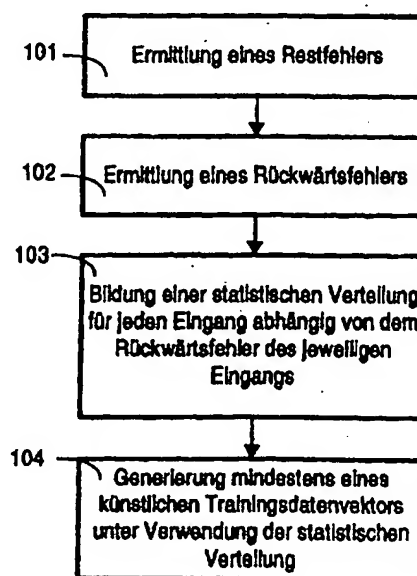 101
Ermittlung eines Restfehlers
102
Ermittlung eines Rückwärtsfehlers
103
Bildung einer statistischen Verteilung
für jeden Eingang abhängig von dem
Rückwärtsfehler des jeweiligen
Eingangs
104
Generierung mindestens eines
künstlichen Trainingsdatenvektors
unter Verwendung der statistischen
Verteilung